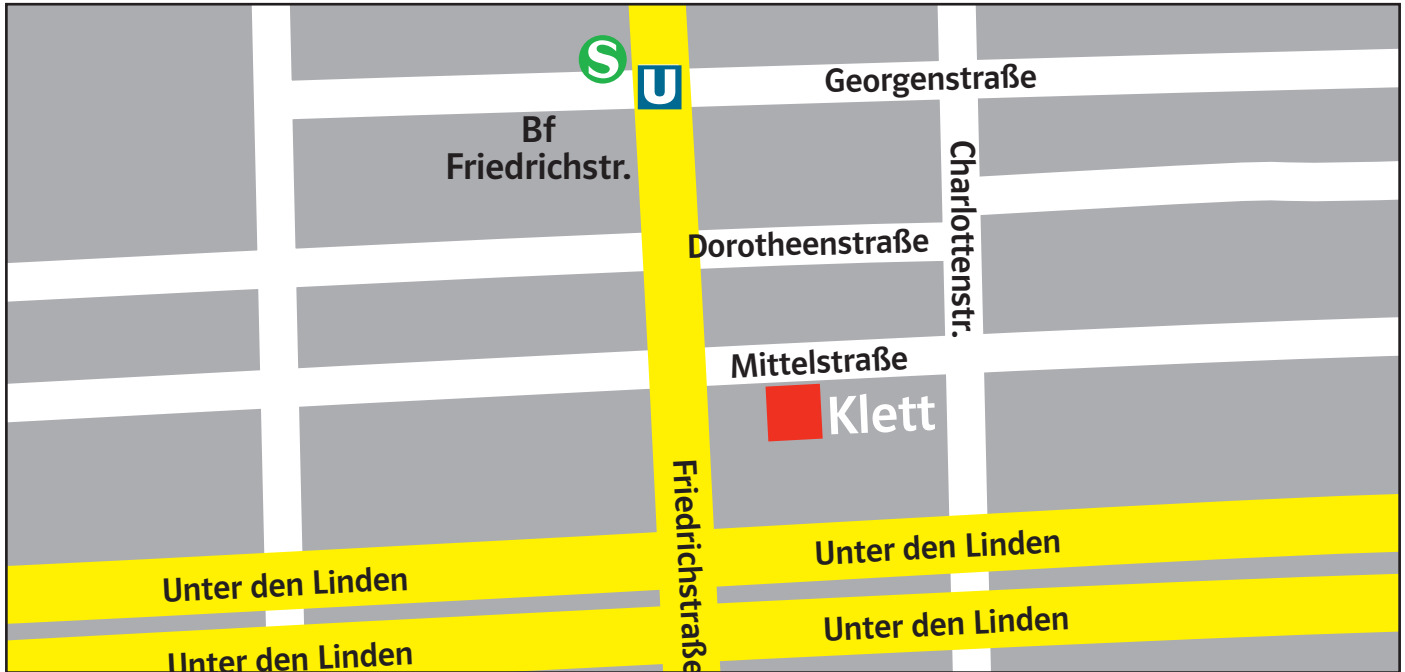 S
U
Georgenstraße
Bf
Friedrichstr.
Charlottenstr.
Dorotheenstraße
Mittelstraße
Klett
Friedrichstraße
Unter den Linden
Unter den Linden
Unter den Linden
Unter den Linden